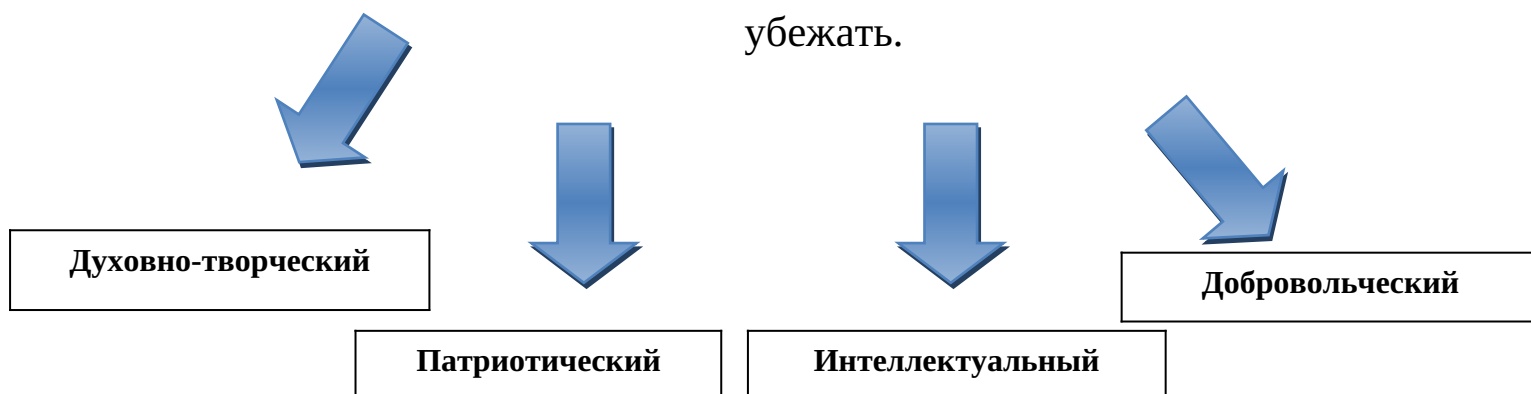 убежать.
Духовно-творческий
Добровольческий
Патриотический
Интеллектуальный